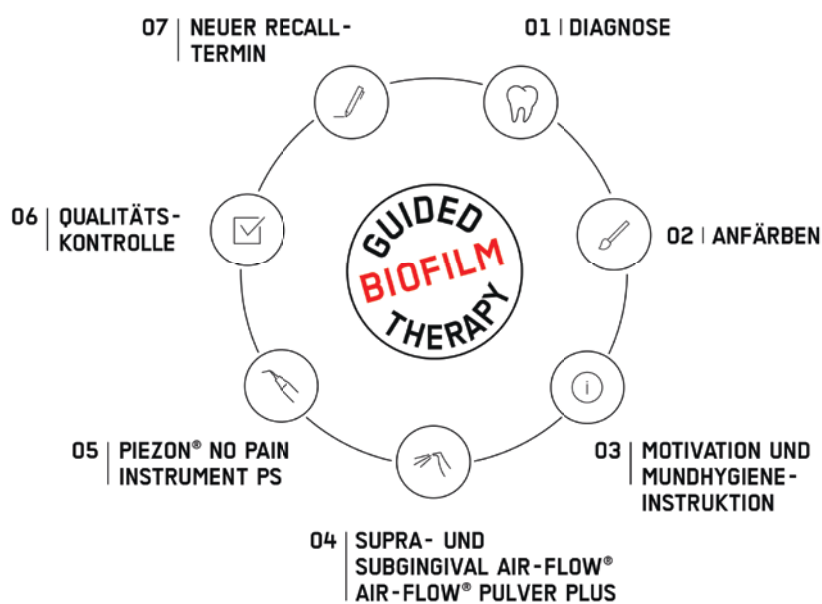 07 | NEUER RECALL-
TERMIN
01 | DIAGNOSE
06 | QUALITÄTS-
KONTROLLE
GUIDED
BIOFILM
THERAPY
02 | ANFÄRBEN
i
05 | PIEZON® NO PAIN
INSTRUMENT PS
03 | MOTIVATION UND
MUNDHYGIENE-
INSTRUKTION
04 | SUPRA- UND
SUBGINGIVAL AIR-FLOW®
AIR-FLOW® PULVER PLUS